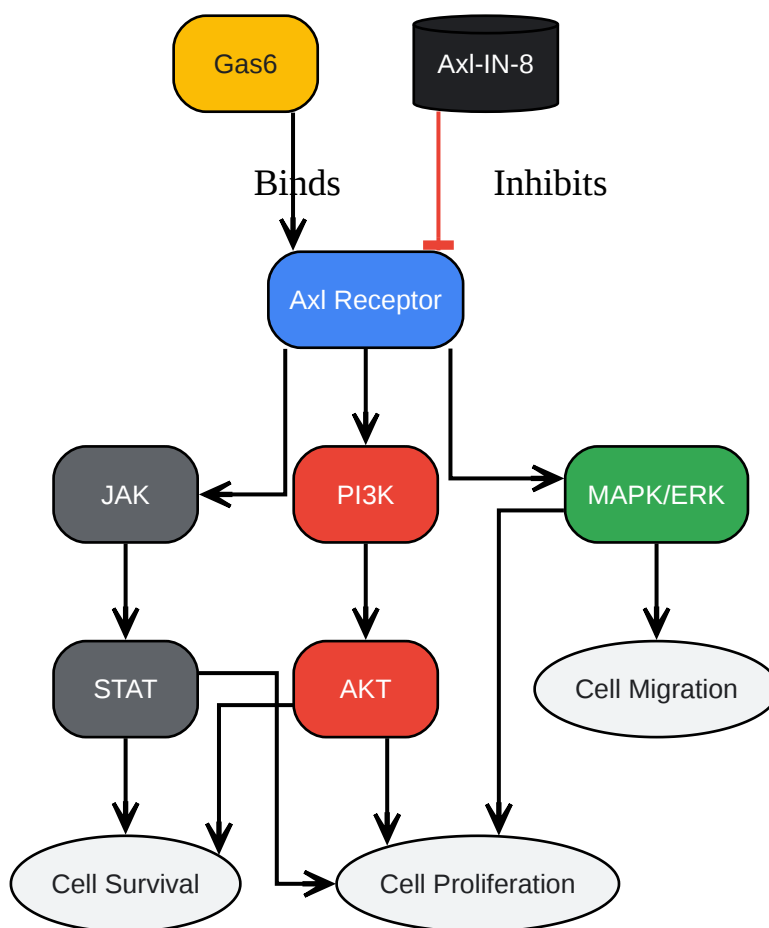 Gas6
Axl-IN-8
Binds
Inhibits
Axl Receptor
JAK
PI3K
MAPK/ERK
STAT
AKT
Cell Migration
Cell Survival
Cell Proliferation